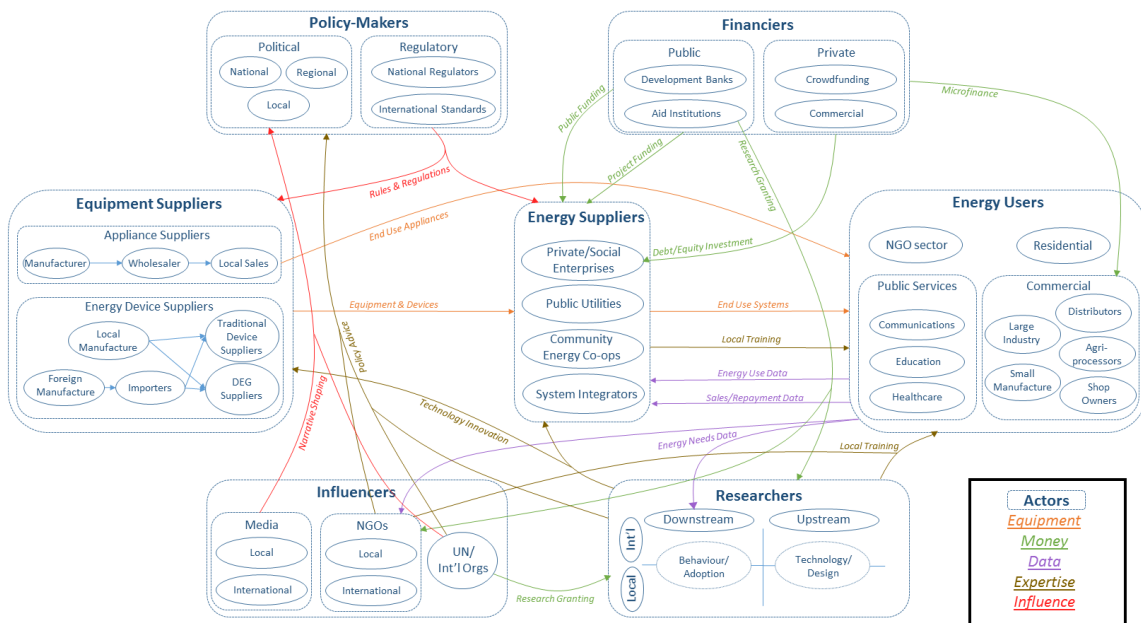 Policy-Makers
Political
National
Regional
Local
Regulatory
National Regulators
International Standards
Financiers
Public
Development Banks
Aid Institutions
Private
Crowdfunding
Commercial
Public Funding
Project Funding
Research Granting
Microfinance
Rules & Regulations
End Use Appliances
Debt/Equity Investment
Equipment Suppliers
Appliance Suppliers
Manufacturer
Wholesaler
Local Sales
Energy Device Suppliers
Local
Manufacture
Traditional
Device
Suppliers
Foreign
Manufacture
Importers
DEG
Suppliers
Equipment & Devices
Energy Suppliers
Private/Social
Enterprises
Public Utilities
Community
Energy Co-ops
System Integrators
End Use Systems
Local Training
Energy Use Data
Sales/Repayment Data
Energy Users
NGO sector
Residential
Public Services
Communications
Education
Healthcare
Commercial
Distributors
Large
Industry
Agri-
processors
Small
Manufacture
Shop
Owners
Policy Advice
Narrative Shaping
Technology Innovation
Energy Needs Data
Local Training
Influencers
Media
Local
International
NGOs
Local
International
UN/
Int'l Orgs
Research Granting
Researchers
Int'l
Local
Downstream
Upstream
Behaviour/
Adoption
Technology/
Design
Actors
Equipment
Money
Data
Expertise
Influence